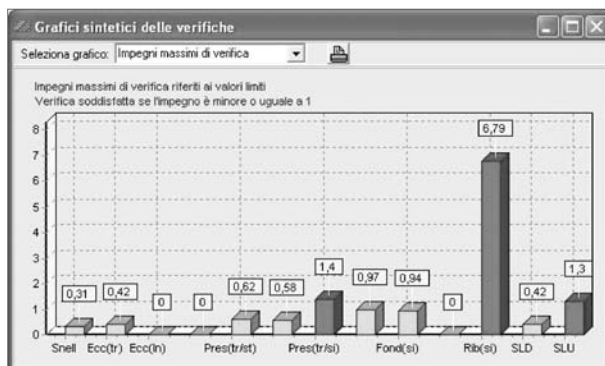 Grafici sintetici delle verifiche
Seleziona grafico: Impegni massimi di verifica
Impegni massimi di verifica riferiti ai valori limiti
Verifica soddisfatta se l'impegno è minore o uguale a 1
8
7
6
5
4
3
2
1
0
0,31
0,42
0
0
0,62
0,58
1,4
0,97
0,94
0
6,79
0,42
1,3
Snell
Ecc(tr)
Ecc(ln)
Pres(tr/st)
Pres(tr/si)
Fond(si)
Rib(si)
SLD
SLU